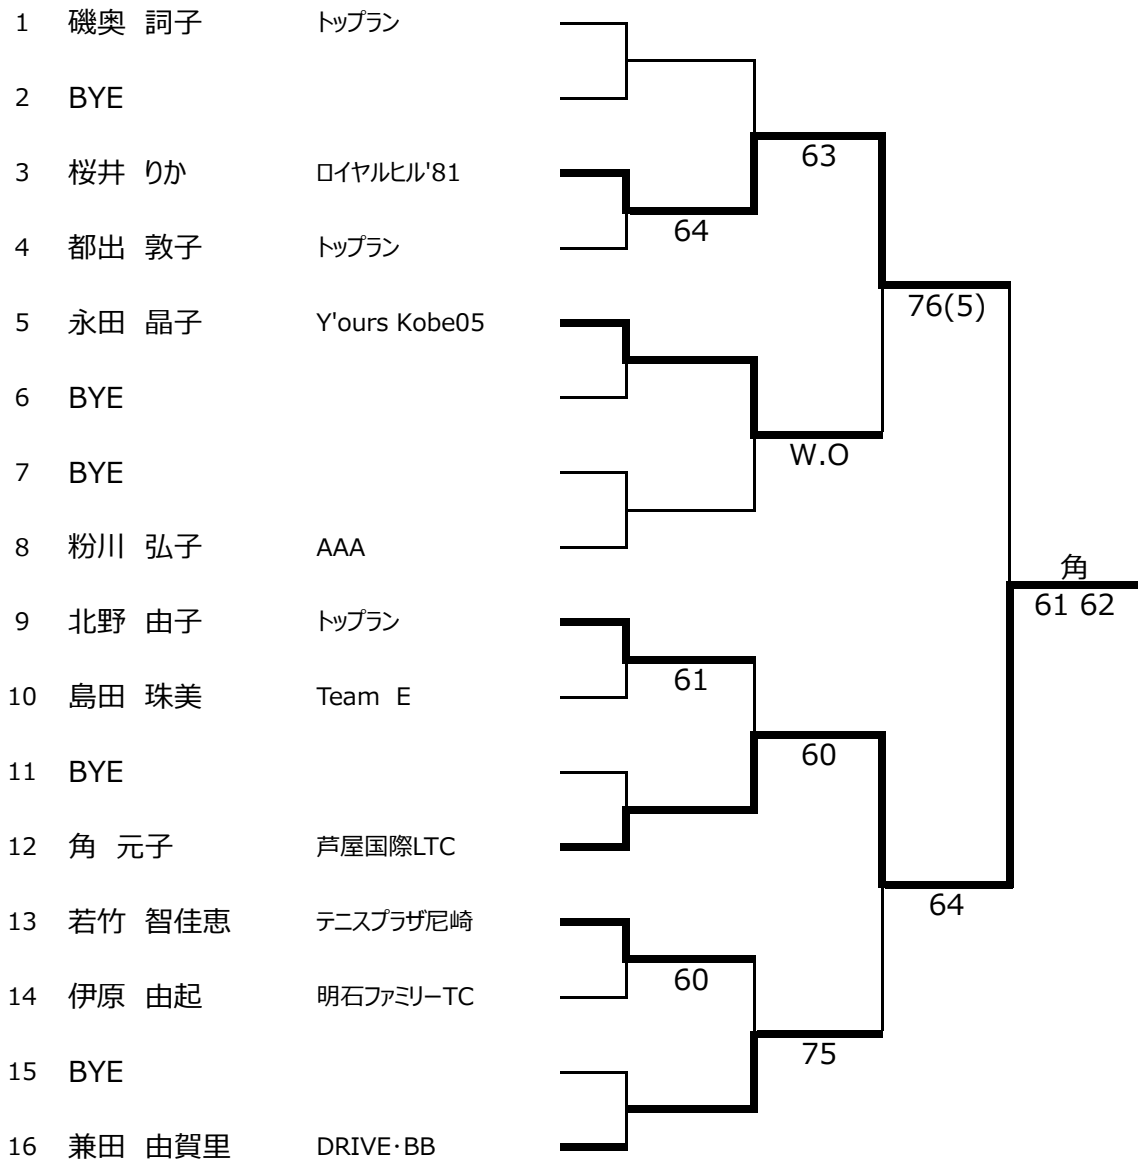 1 磯奥 詞子 トップラン
2 BYE
63
3 桜井 りか ロイヤルヒル'81
64
4 都出 敦子 トップラン
76(5)
5 永田 晶子 Y'ours Kobe05
6 BYE
W.O
7 BYE
8 粉川 弘子 AAA
角
61 62
9 北野 由子 トップラン
61
10 島田 珠美 Team E
60
11 BYE
12 角 元子 芦屋国際LTC
64
13 若竹 智佳恵 テニスプラザ尼崎
60
14 伊原 由起 明石ファミリーTC
75
15 BYE
16 兼田 由賀里 DRIVE･BB